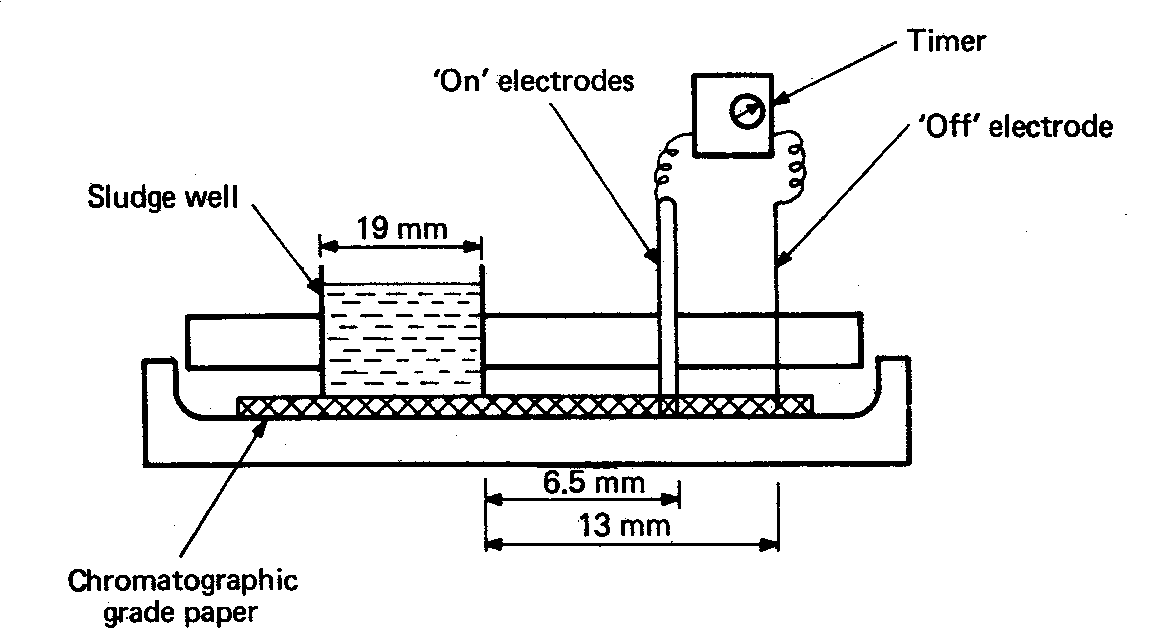 Timer
'On' electrodes
'Off' electrode
Sludge well
19 mm
6.5 mm
13 mm
Chromatographic
grade paper